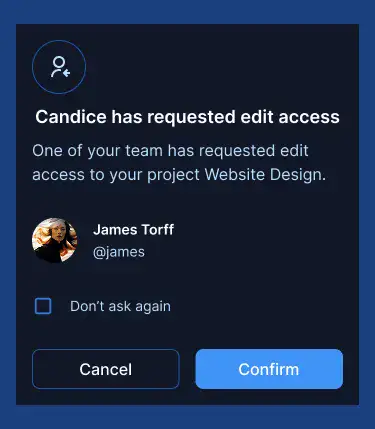 Candice has requested edit access
One of your team has requested edit
access to your project Website Design.
James Torff
@james
Don’t ask again
Cancel
Confirm